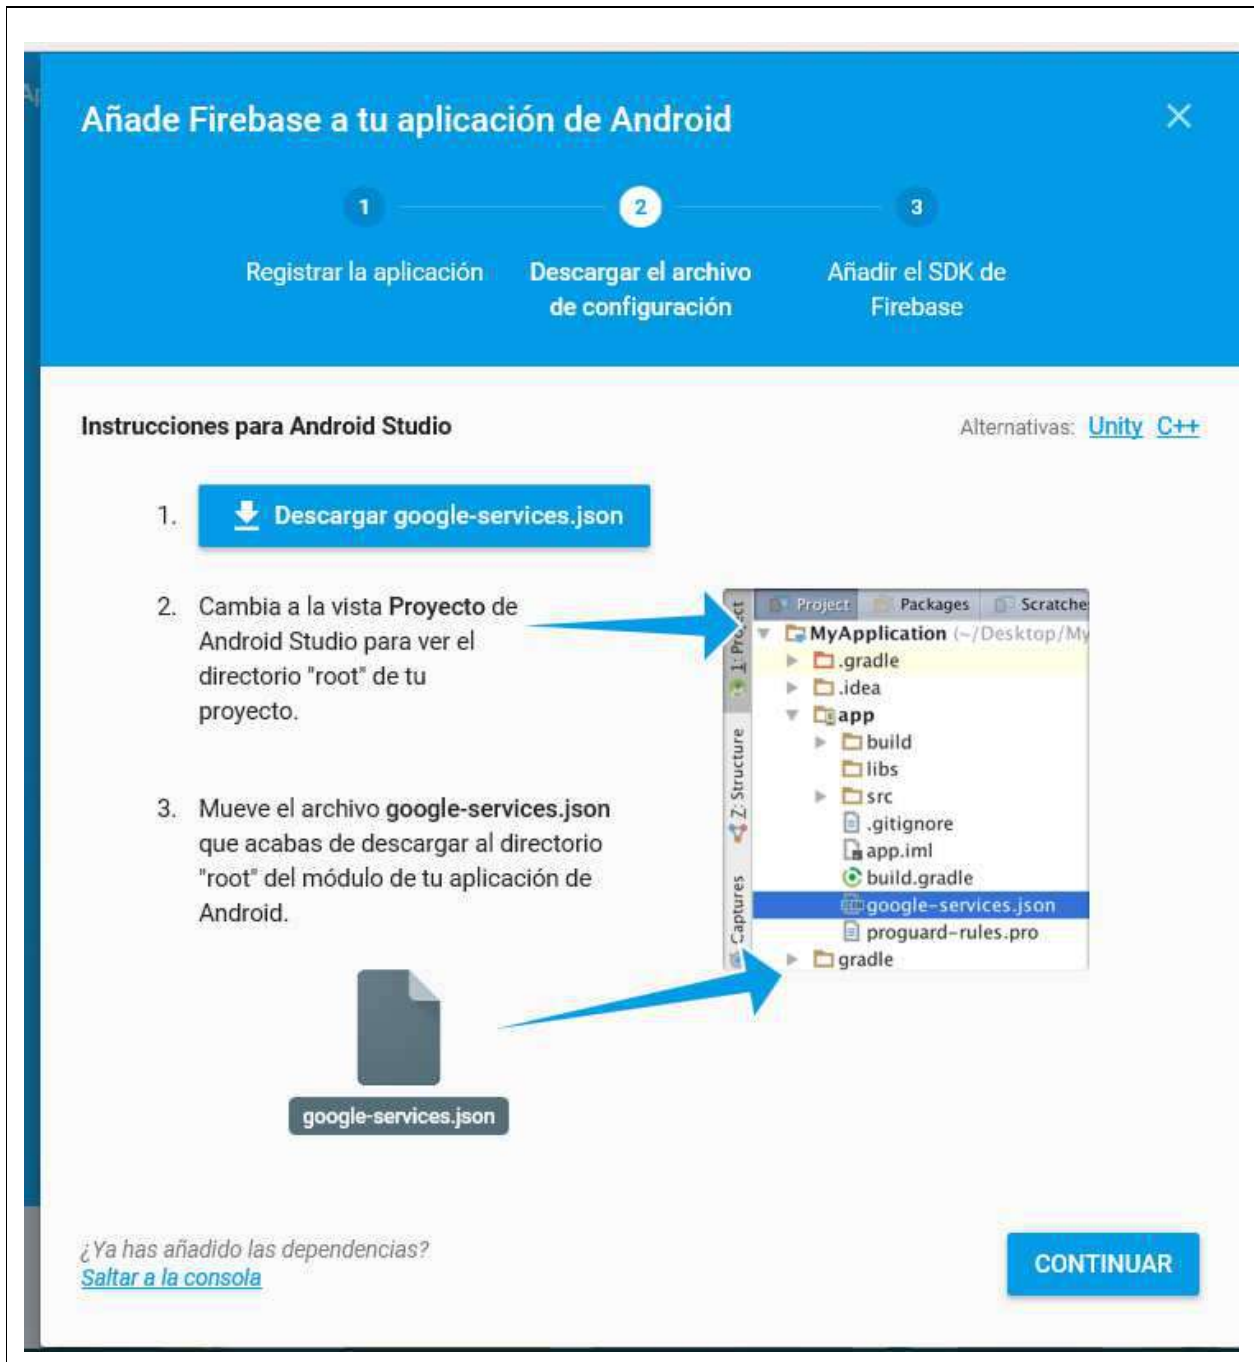 Añade Firebase a tu aplicación de Android
1
2
3
Registrar la aplicación
Descargar el archivo
de configuración
Añadir el SDK de
Firebase
Instrucciones para Android Studio
Alternativas: Unity C++
1. Descargar google-services.json
2. Cambia a la vista Proyecto de
Android Studio para ver el
directorio "root" de tu
proyecto.
3. Mueve el archivo google-services.json
que acabas de descargar al directorio
"root" del módulo de tu aplicación de
Android.
google-services.json
1: Project
Z: Structure
Captures
Project Packages Scratche
MyApplication (~/Desktop/My
.gradle
.idea
app
build
libs
src
.gitignore
app.iml
build.gradle
google-services.json
proguard-rules.pro
gradle
¿Ya has añadido las dependencias?
Saltar a la consola
CONTINUAR